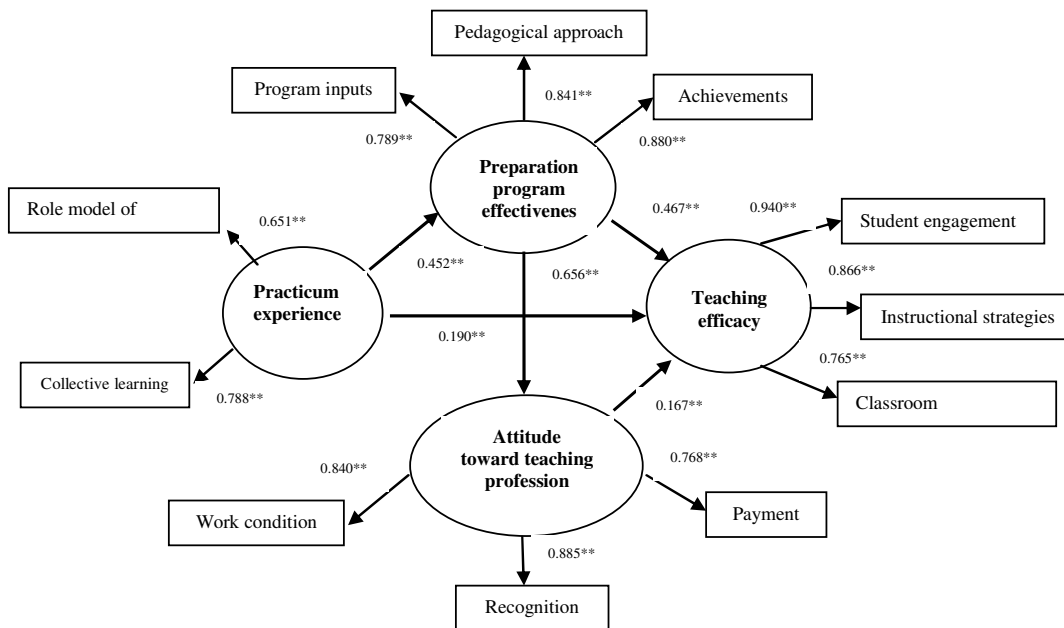 Pedagogical approach
Program inputs
Achievements
0.841**
0.789**
0.880**
Preparation
program
effectivenes
Role model of
0.651**
0.467**
0.940**
Student engagement
0.452**
0.656**
0.866**
Practicum
experience
Teaching
efficacy
Instructional strategies
0.190**
0.765**
Collective learning
0.788**
Classroom
0.167**
Attitude
toward teaching
profession
0.840**
0.768**
Work condition
Payment
0.885**
Recognition